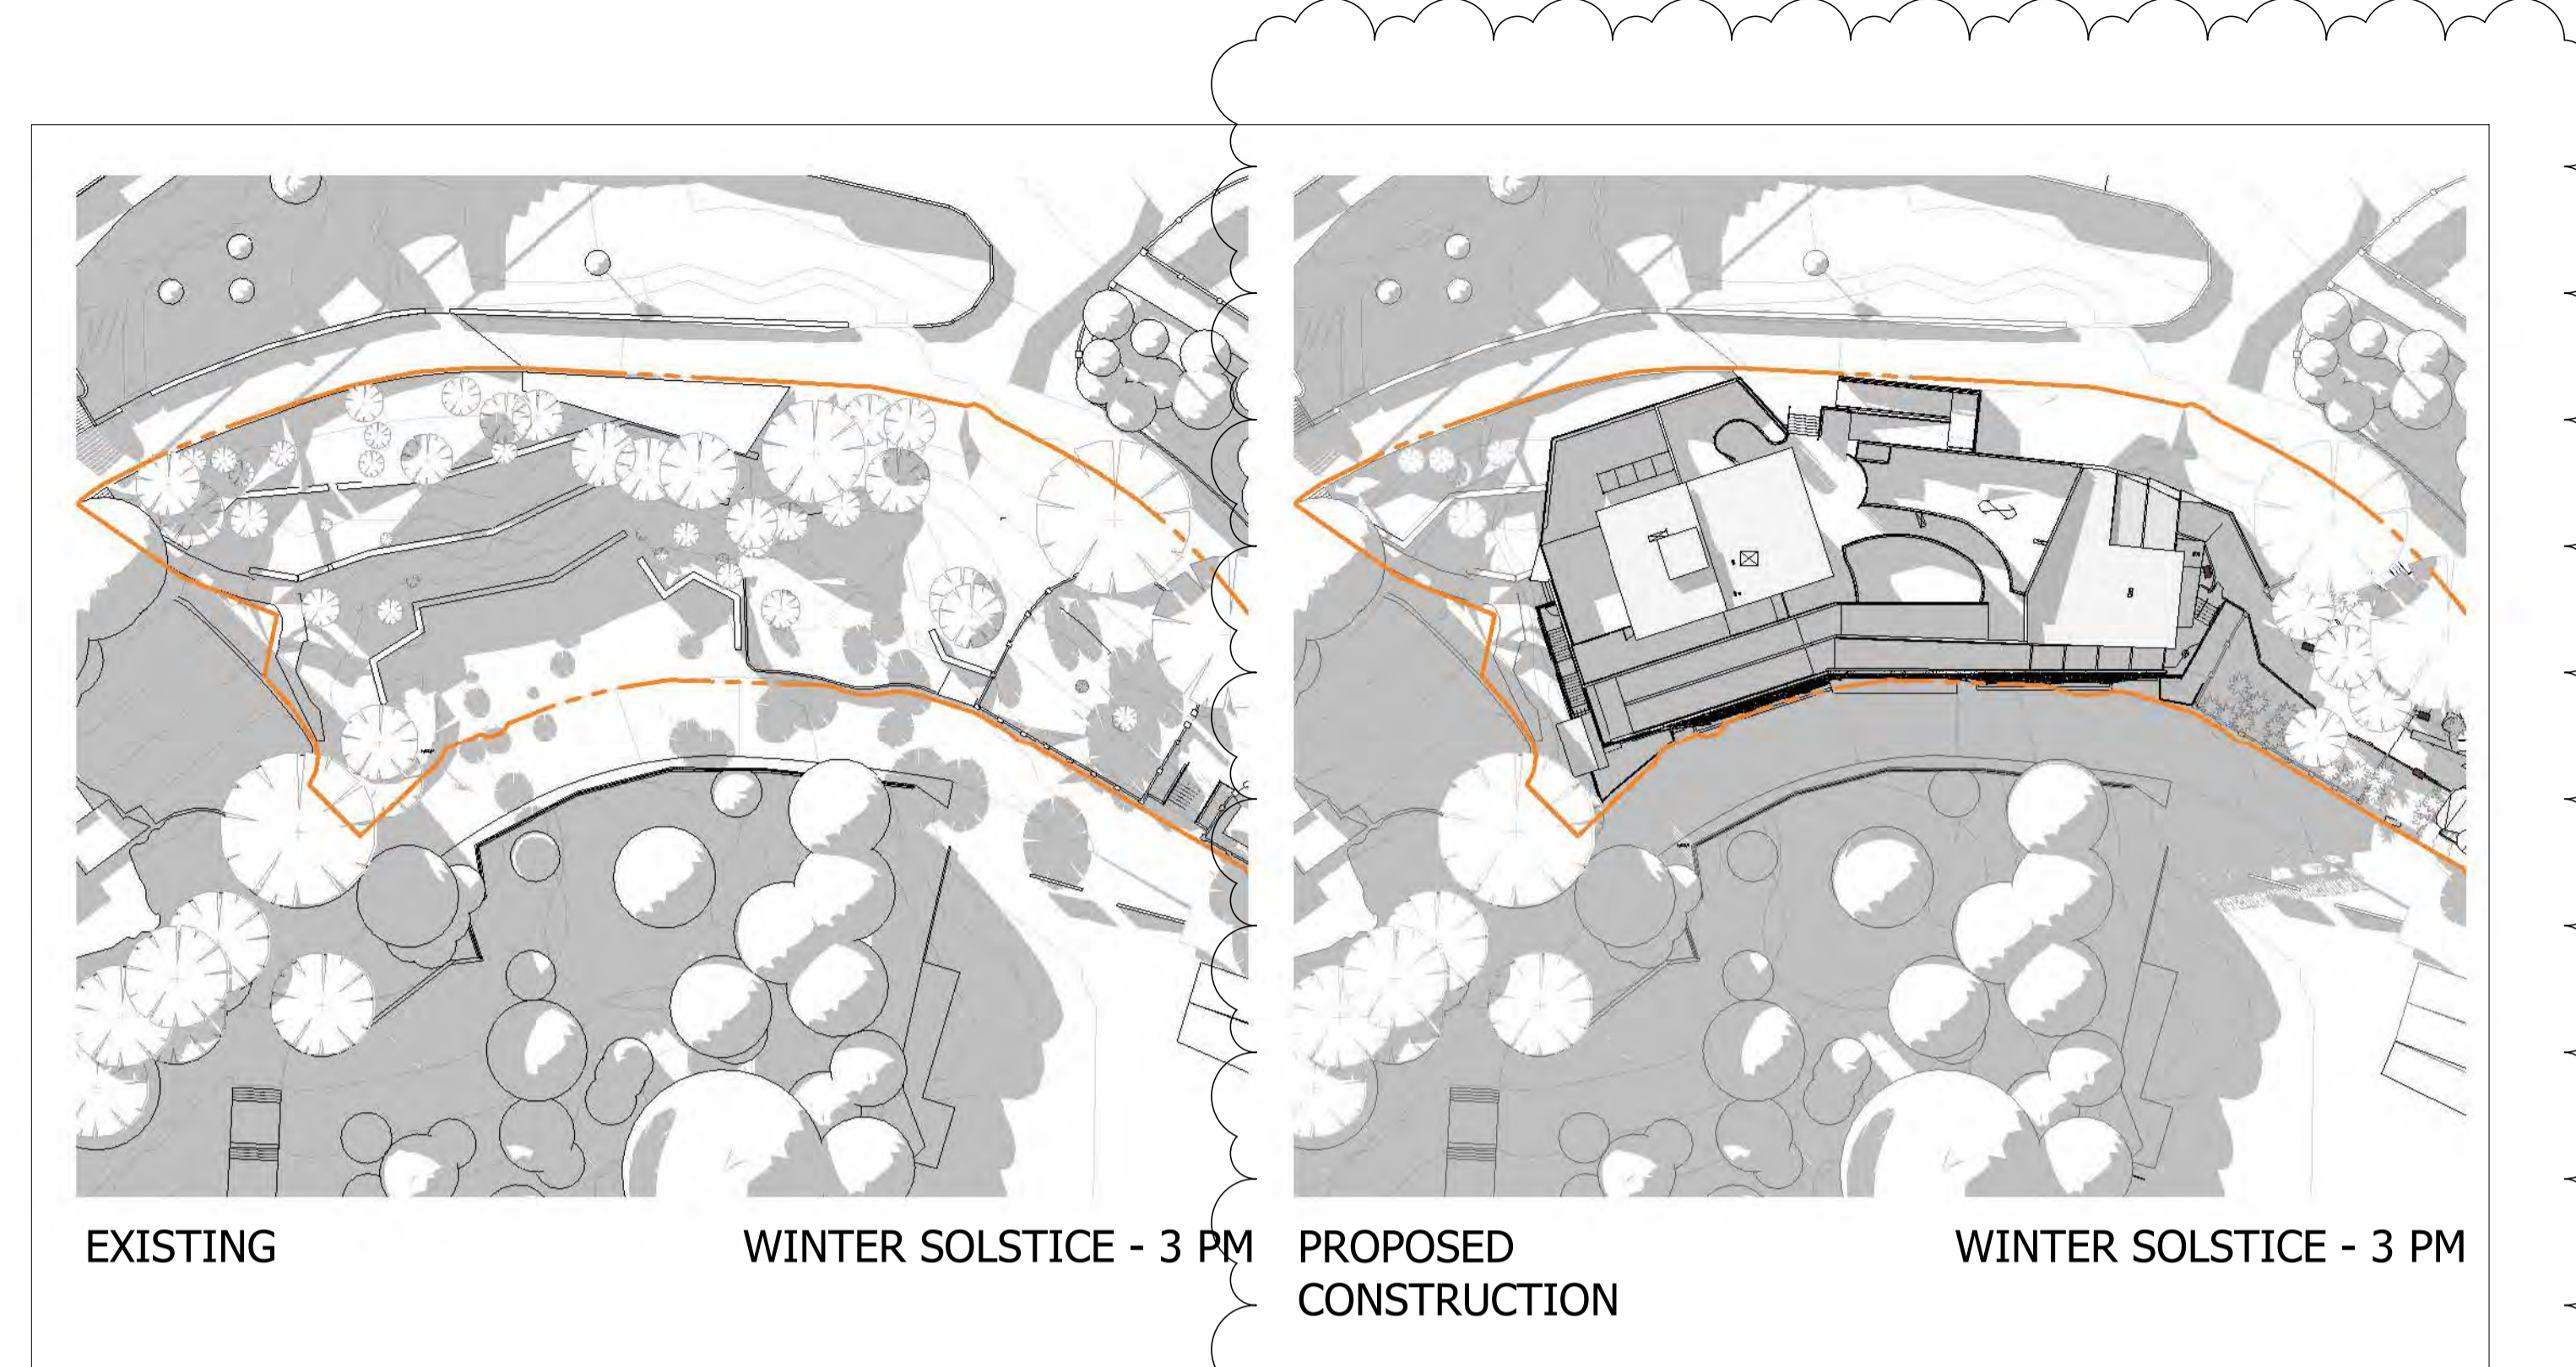 EXISTING
WINTER SOLSTICE - 3 PM
PROPOSED
CONSTRUCTION
WINTER SOLSTICE - 3 PM